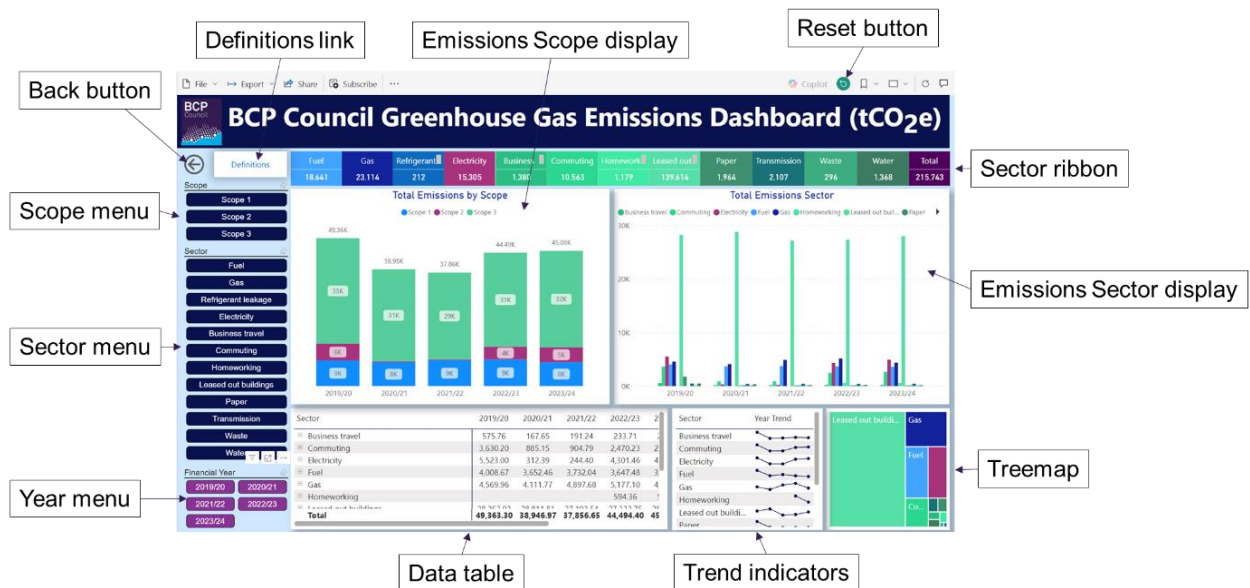 Reset button
Definitions link
Emissions Scope display
Back button
File Export Share Subscribe ...
Copilot
BCP
Council
BCP Council Greenhouse Gas Emissions Dashboard (tCO2e)
Definitions
Fuel Gas Refrigerant Electricity Business Commuting Homework Leased out Paper Transmission Waste Water Total
18,641 23,114 212 15,305 1,380 10,563 1,179 139,614 1,964 2,107 296 1,368 215,743
Sector ribbon
Scope
Scope 1
Scope 2
Scope 3
Scope menu
Total Emissions by Scope
Scope 1 Scope 2 Scope 3
49.36K
38.95K
37.86K
44.49K
45.08K
35K
31K
29K
31K
32K
6K
4K
5K
9K
8K
9K
9K
8K
2019/20 2020/21 2021/22 2022/23 2023/24
Total Emissions Sector
Business travel Commuting Electricity Fuel Gas Homeworking Leased out buil... Paper
30K
20K
10K
0K
2019/20 2020/21 2021/22 2022/23 2023/24
Emissions Sector display
Sector
Fuel
Gas
Refrigerant leakage
Electricity
Business travel
Commuting
Homeworking
Leased out buildings
Paper
Transmission
Waste
Water
Sector menu
Financial Year
2019/20 2020/21
2021/22 2022/23
2023/24
Year menu
Sector 2019/20 2020/21 2021/22 2022/23 2
Business travel 575.76 167.65 191.24 233.71
Commuting 3,630.20 885.15 904.79 2,470.23 2
Electricity 5,523.00 312.39 244.40 4,301.46 4
Fuel 4,008.67 3,652.46 3,732.04 3,647.48 3
Gas 4,569.96 4,111.77 4,897.68 5,177.10 4
Homeworking 594.36
Leased out buildings
Total 49,363.30 38,946.97 37,856.65 44,494.40 45
Sector Year Trend
Business travel
Commuting
Electricity
Fuel
Gas
Homeworking
Leased out buildi...
Paper
Leased out buildi...
Gas
Fuel
Co...
Treemap
Data table
Trend indicators